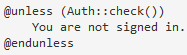 @unless (Auth::check())
    You are not signed in.
@endunless